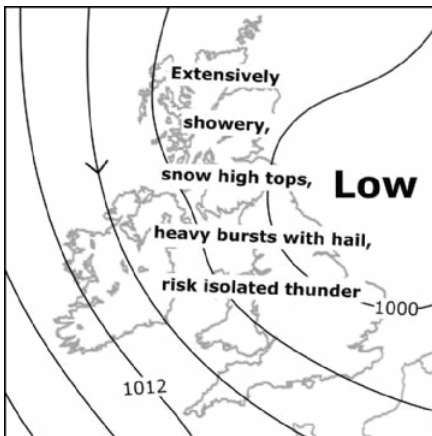 Extensively
showery,
snow high tops,
Low
heavy bursts with hail,
risk isolated thunder
1000
1012